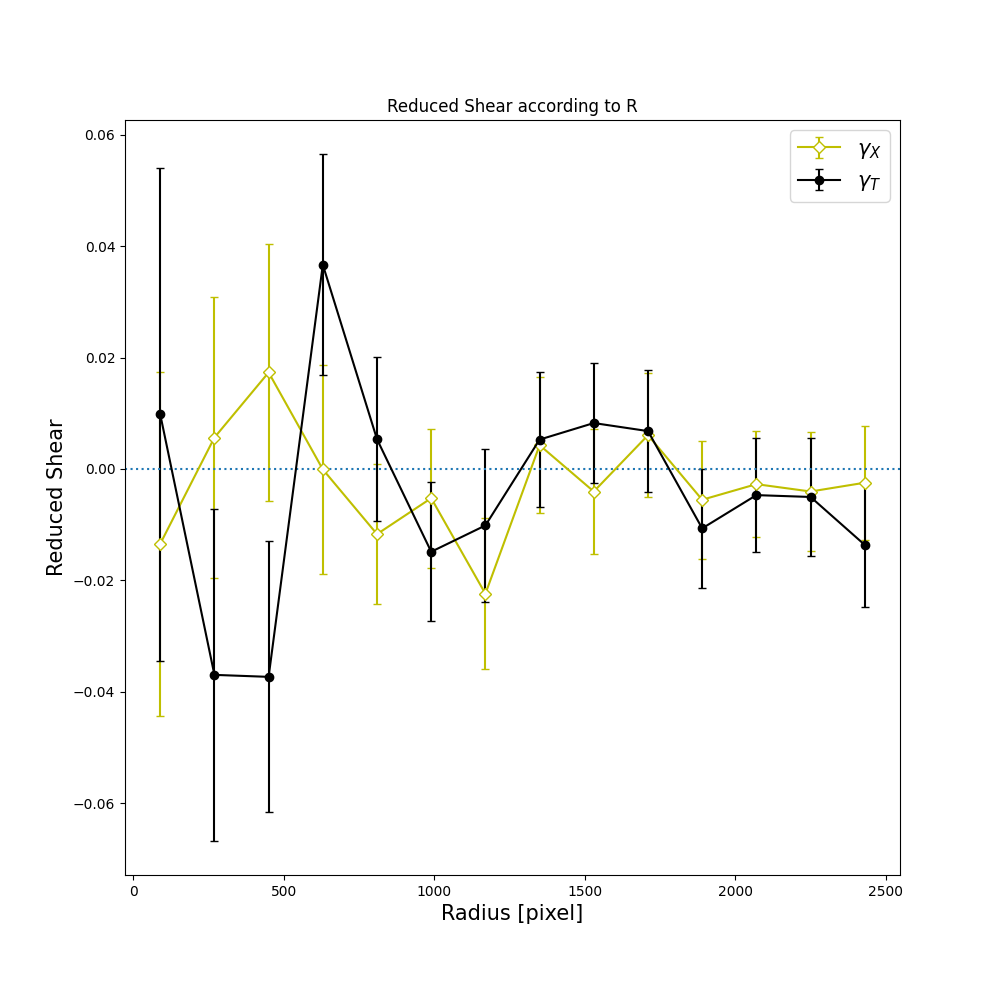 Reduced Shear according to R
γX
γT
0.06
0.04
0.02
0.00
−0.02
−0.04
−0.06
Reduced Shear
0 500 1000 1500 2000 2500
Radius [pixel]